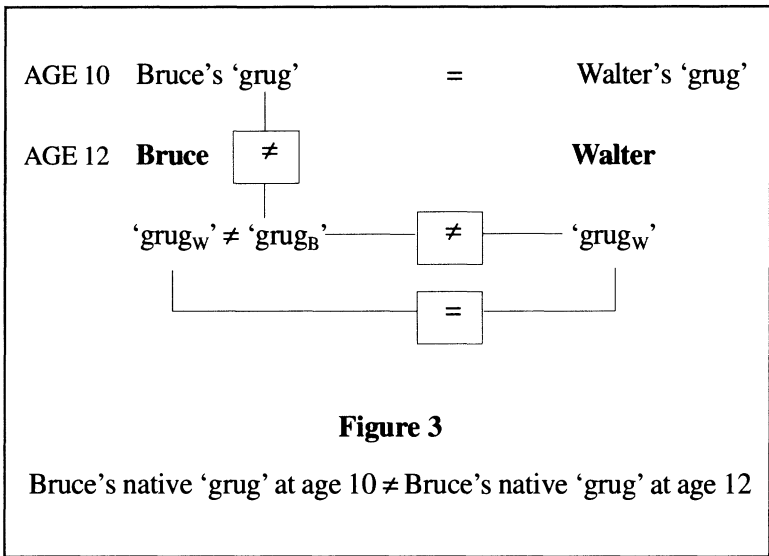 AGE 10 Bruce's ‘grug’ = Walter's ‘grug’
≠
AGE 12 Bruce Walter
‘grugW’ ≠ ‘grugB’ ≠ ‘grugW’
=
Figure 3
Bruce's native ‘grug’ at age 10 ≠ Bruce's native ‘grug’ at age 12